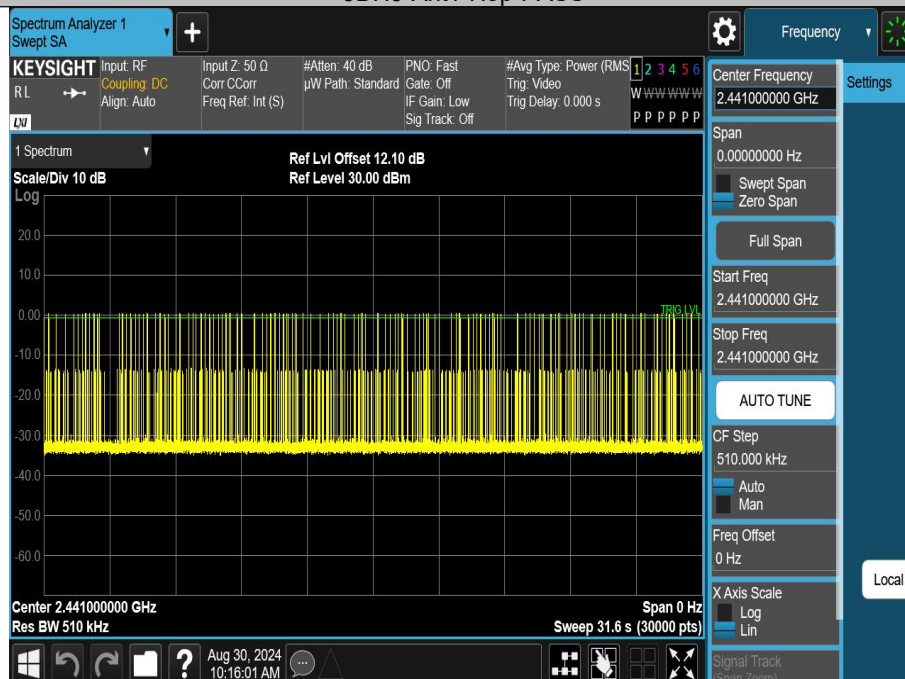 Spectrum Analyzer 1
Swept SA
Frequency
KEYSIGHT
RL
LXI
Input: RF
Coupling: DC
Align: Auto
Input Z: 50 Ω
Corr CCorr
Freq Ref: Int (S)
#Atten: 40 dB
µW Path: Standard
PNO: Fast
Gate: Off
IF Gain: Low
Sig Track: Off
#Avg Type: Power (RMS
Trig: Video
Trig Delay: 0.000 s
1 2 3 4 5 6
W W W W W W
P P P P P P
Center Frequency
2.441000000 GHz
Settings
Span
0.00000000 Hz
Swept Span
Zero Span
Full Span
Start Freq
2.441000000 GHz
Stop Freq
2.441000000 GHz
AUTO TUNE
CF Step
510.000 kHz
Auto
Man
Freq Offset
0 Hz
X Axis Scale
Log
Lin
Signal Track
(Span Zoom)
Local
1 Spectrum
Scale/Div 10 dB
Ref Lvl Offset 12.10 dB
Ref Level 30.00 dBm
Log
20.0
10.0
0.00
TRIG LVL
-10.0
-20.0
-30.0
-40.0
-50.0
-60.0
Center 2.441000000 GHz
Span 0 Hz
Res BW 510 kHz
Sweep 31.6 s (30000 pts)
?
Aug 30, 2024
10:16:01 AM